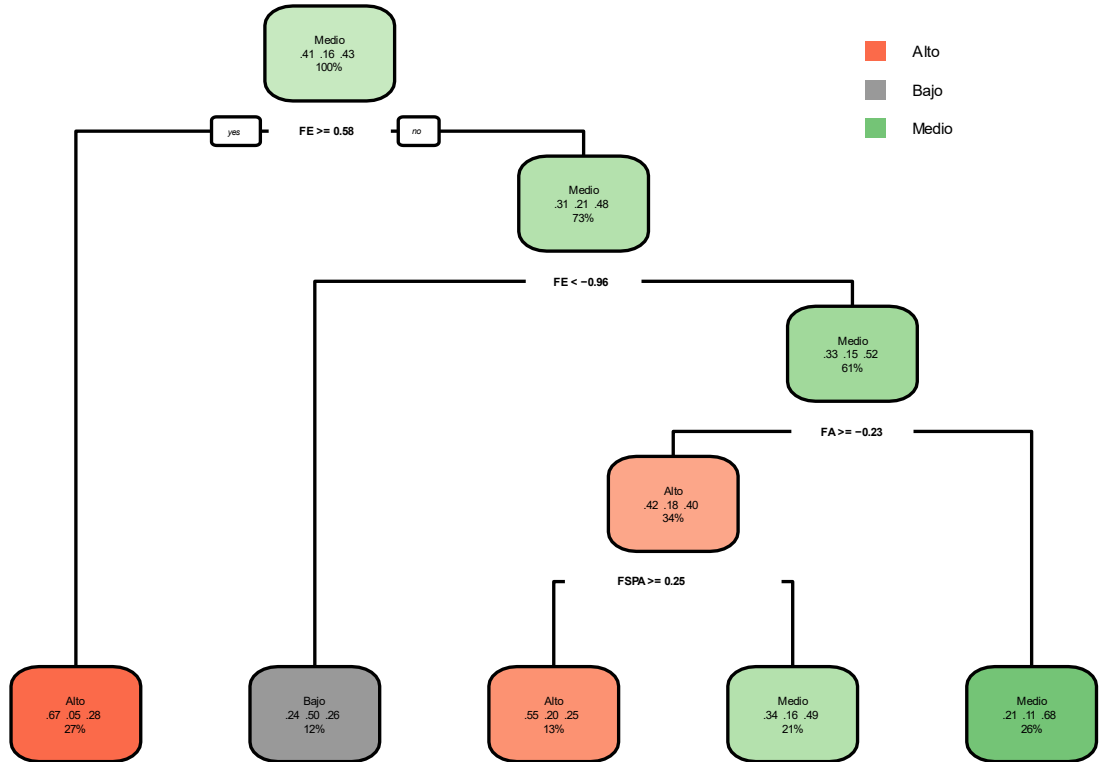 Medio
.41 .16 .43
100%
Alto
Bajo
Medio
yes
FE >= 0.58
no
Medio
.31 .21 .48
73%
FE < −0.96
Medio
.33 .15 .52
61%
FA >= −0.23
Alto
.42 .18 .40
34%
FSPA >= 0.25
Alto
.67 .05 .28
27%
Bajo
.24 .50 .26
12%
Alto
.55 .20 .25
13%
Medio
.34 .16 .49
21%
Medio
.21 .11 .68
26%